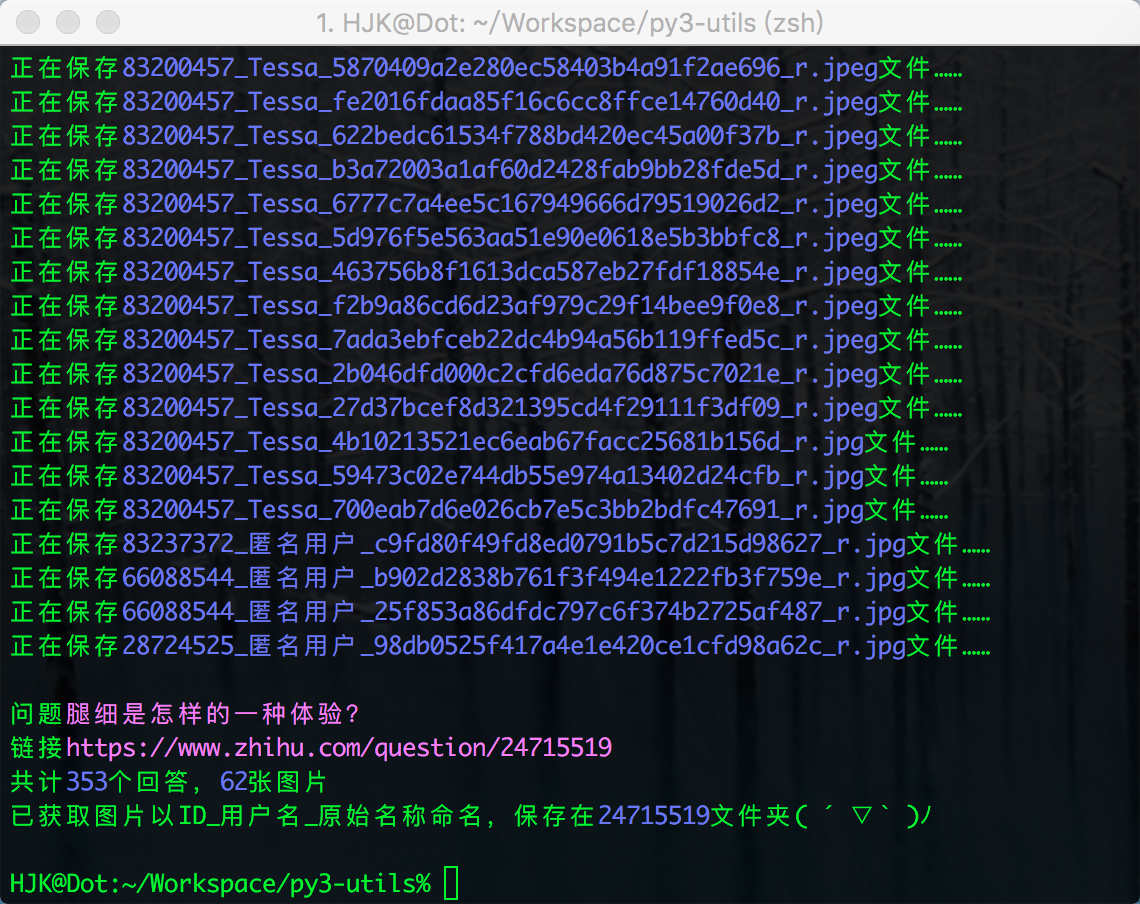 1. HJK@Dot: ~/Workspace/py3-utils (zsh)
正在保存83200457_Tessa_5870409a2e280ec58403b4a91f2ae696_r.jpeg文件……
正在保存83200457_Tessa_fe2016fdaa85f16c6cc8ffce14760d40_r.jpeg文件……
正在保存83200457_Tessa_622bedc61534f788bd420ec45a00f37b_r.jpeg文件……
正在保存83200457_Tessa_b3a72003a1af60d2428fab9bb28fde5d_r.jpeg文件……
正在保存83200457_Tessa_6777c7a4ee5c167949666d79519026d2_r.jpeg文件……
正在保存83200457_Tessa_5d976f5e563aa51e90e0618e5b3bbfc8_r.jpeg文件……
正在保存83200457_Tessa_463756b8f1613dca587eb27fdf18854e_r.jpeg文件……
正在保存83200457_Tessa_f2b9a86cd6d23af979c29f14bee9f0e8_r.jpeg文件……
正在保存83200457_Tessa_7ada3ebfceb22dc4b94a56b119ffed5c_r.jpeg文件……
正在保存83200457_Tessa_2b046dfd000c2cfd6eda76d875c7021e_r.jpeg文件……
正在保存83200457_Tessa_27d37bcef8d321395cd4f29111f3df09_r.jpeg文件……
正在保存83200457_Tessa_4b10213521ec6eab67facc25681b156d_r.jpg文件……
正在保存83200457_Tessa_59473c02e744db55e974a13402d24cfb_r.jpg文件……
正在保存83200457_Tessa_700eab7d6e026cb7e5c3bb2bdfc47691_r.jpg文件……
正在保存83237372_匿名用户_c9fd80f49fd8ed0791b5c7d215d98627_r.jpg文件……
正在保存66088544_匿名用户_b902d2838b761f3f494e1222fb3f759e_r.jpg文件……
正在保存66088544_匿名用户_25f853a86dfdc797c6f374b2725af487_r.jpg文件……
正在保存28724525_匿名用户_98db0525f417a4e1e420ce1cfd98a62c_r.jpg文件……
问题腿细是怎样的一种体验?
链接https://www.zhihu.com/question/24715519
共计353个回答，62张图片
已获取图片以ID_用户名_原始名称命名，保存在24715519文件夹( ´ ▽ ` )ﾉ
HJK@Dot:~/Workspace/py3-utils%